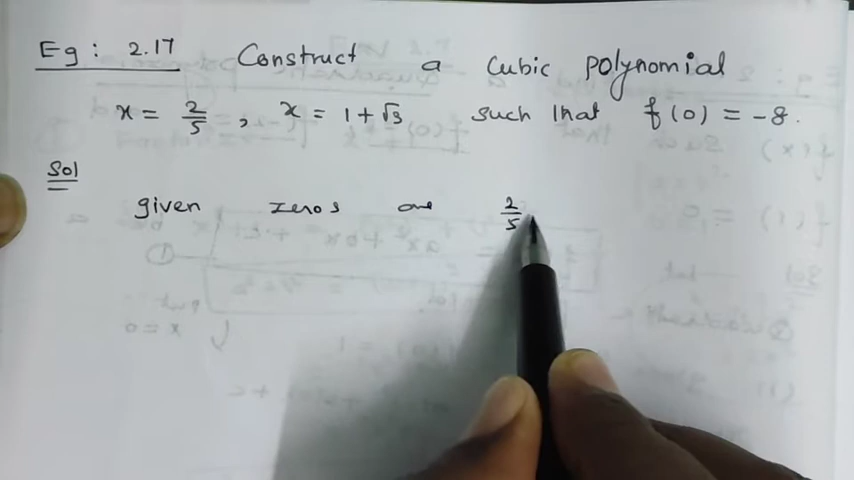 Eg: 2.17 Construct a Cubic polynomial
x = 2/5, x = 1+√3 such that f(0) = -8.
Sol
given zeros are 2/5